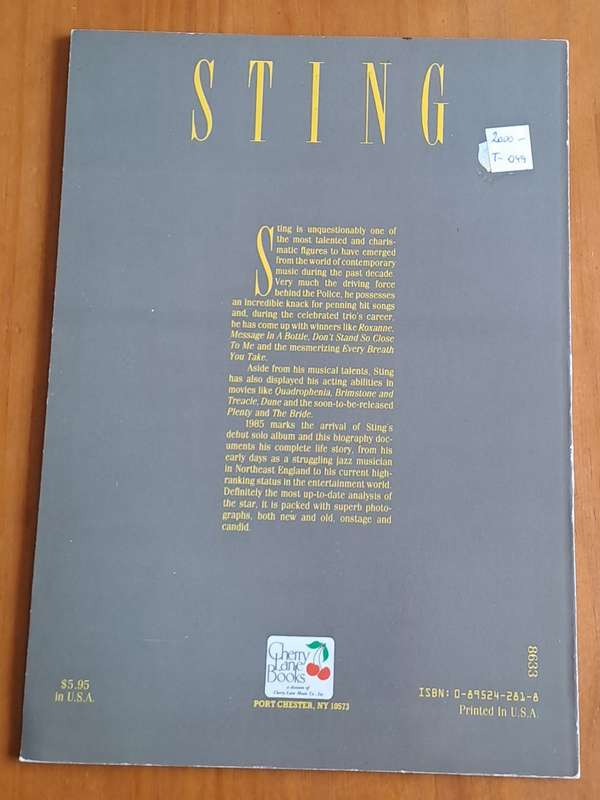 STING
2000 -
T- 049
Sting is unquestionably one of
the most talented and charis-
matic figures to have emerged
from the world of contemporary
music during the past decade.
Very much the driving force
behind the Police, he possesses
an incredible knack for penning hit songs
and, during the celebrated trio's career,
he has come up with winners like Roxanne,
Message In A Bottle, Don't Stand So Close
To Me and the mesmerizing Every Breath
You Take.
Aside from his musical talents, Sting
has also displayed his acting abilities in
movies like Quadrophenia, Brimstone and
Treacle, Dune and the soon-to-be-released
Plenty and The Bride.
1985 marks the arrival of Sting's
debut solo album and this biography doc-
uments his complete life story, from his
early days as a struggling jazz musician
in Northeast England to his current high-
ranking status in the entertainment world.
Definitely the most up-to-date analysis of
the star, it is packed with superb photo-
graphs, both new and old, onstage and
candid.
Cherry
Lane
Books
a division of
Cherry Lane Music Co., Inc.
PORT CHESTER, NY 10573
$5.95
in U.S.A.
8633
ISBN: 0-89524-281-8
Printed In U.S.A.